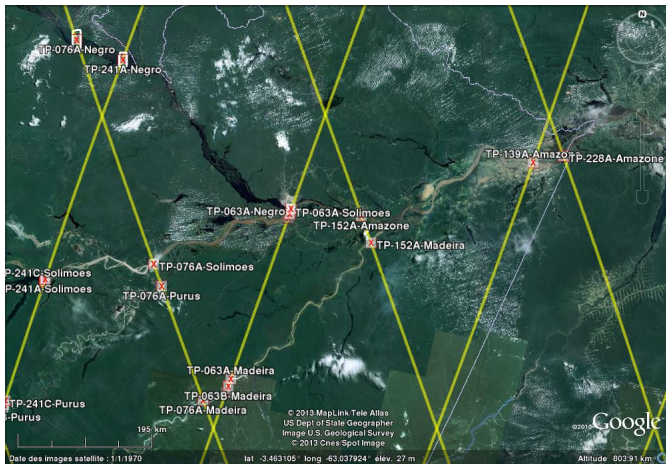 N
TP-076A-Negro
TP-241A-Negro
TP-139A-Amazone
TP-228A-Amazone
TP-063A-Negro
TP-063A-Solimoes
TP-152A-Amazone
TP-152A-Madeira
TP-076A-Solimoes
P-241C-Solimoes
P-241A-Solimoes
TP-076A-Purus
TP-063A-Madeira
TP-063B-Madeira
TP-076A-Madeira
TP-241C-Purus
-Purus
195 km
© 2013 MapLink Tele Atlas
US Dept of State Geographer
Image U.S. Geological Survey
© 2013 Cnes/Spot Image
Google
Date des images satellite : 1/1/1970
lat -3,463105° long -63,037924° élev. 27 m
Altitude 803.91 km